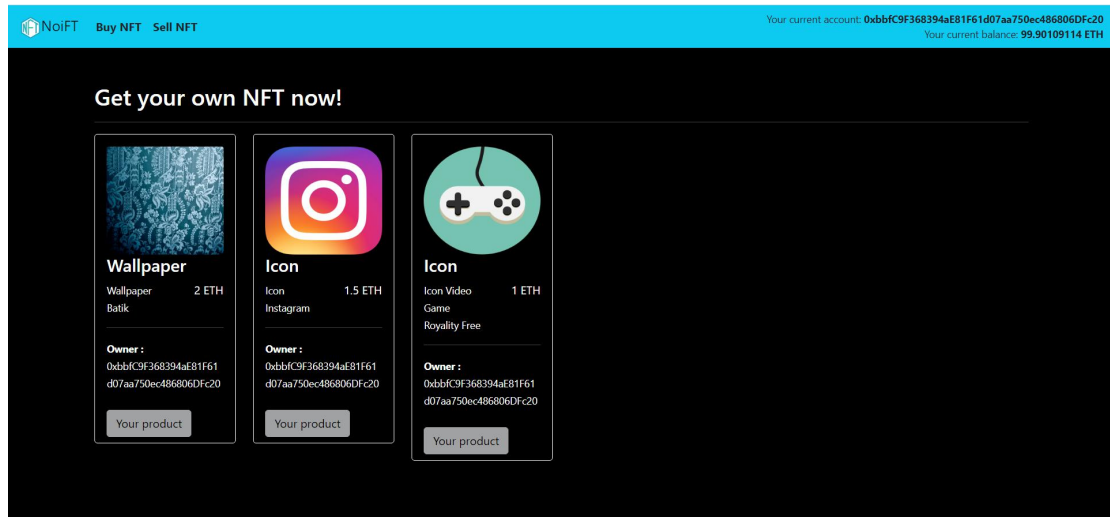 NFT NoiFT Buy NFT Sell NFT
Your current account: 0xbbfC9F368394aE81F61d07aa750ec486806DFc20
Your current balance: 99.90109114 ETH
Get your own NFT now!
Wallpaper
Wallpaper 2 ETH
Batik
Owner :
0xbbfC9F368394aE81F61
d07aa750ec486806DFc20
Your product
Icon
Icon 1.5 ETH
Instagram
Owner :
0xbbfC9F368394aE81F61
d07aa750ec486806DFc20
Your product
Icon
Icon Video 1 ETH
Game
Royality Free
Owner :
0xbbfC9F368394aE81F61
d07aa750ec486806DFc20
Your product